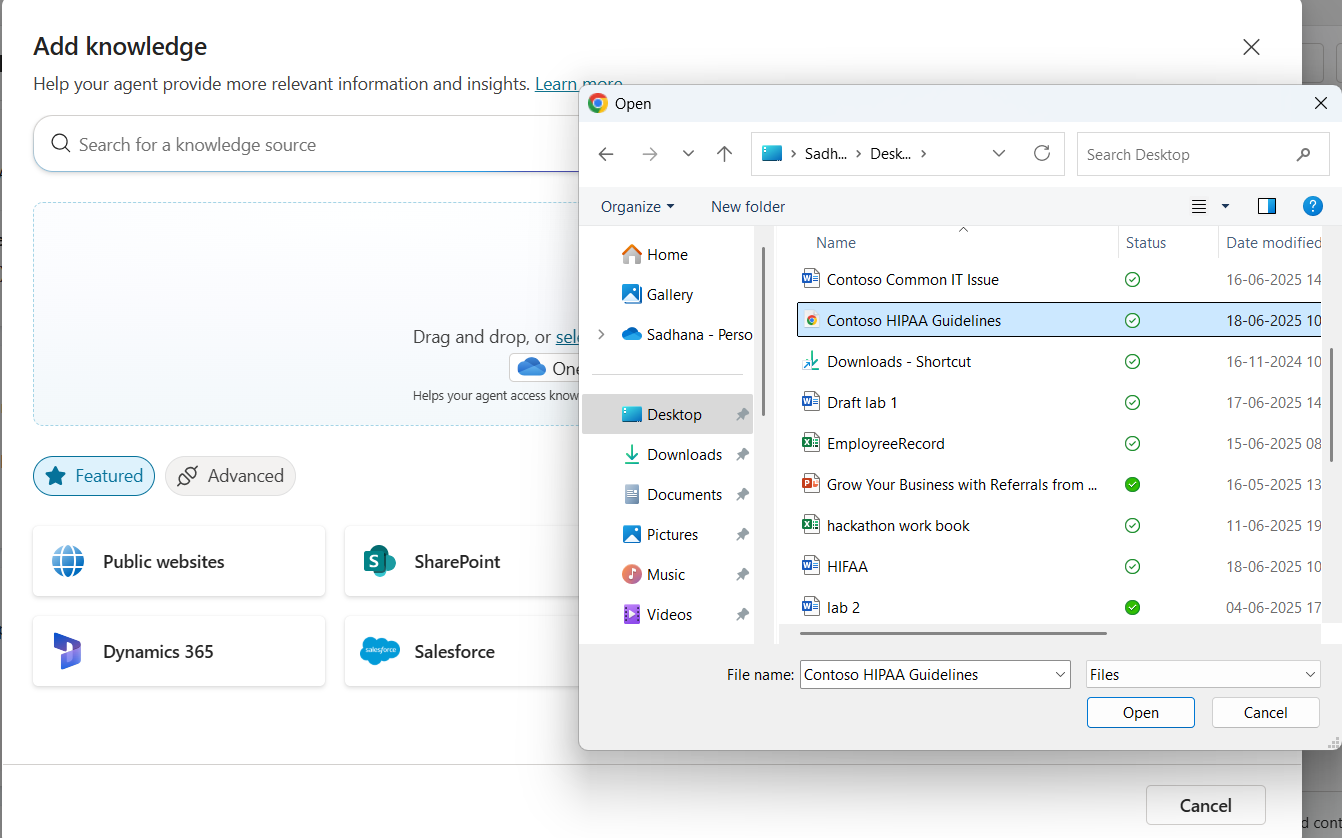 Add knowledge
Help your agent provide more relevant information and insights. Learn more
Search for a knowledge source
Drag and drop, or
Helps your agent access
Featured
Advanced
Public websites
SharePoint
Dynamics 365
salesforce
Salesforce
Cancel
Open
Sadh...
Desk...
Search Desktop
Organize
New folder
Home
Gallery
Sadhana - Perso
Desktop
Downloads
Documents
Pictures
Music
Videos
Name Status Date modified
Contoso Common IT Issue 16-06-2025 14
Contoso HIPAA Guidelines 18-06-2025 10
Downloads - Shortcut 16-11-2024 10
Draft lab 1 17-06-2025 14
EmployeeRecord 15-06-2025 08
Grow Your Business with Referrals from ... 16-05-2025 13
hackathon work book 11-06-2025 19
HIFAA 18-06-2025 10
lab 2 04-06-2025 17
File name: Contoso HIPAA Guidelines Files
Open Cancel